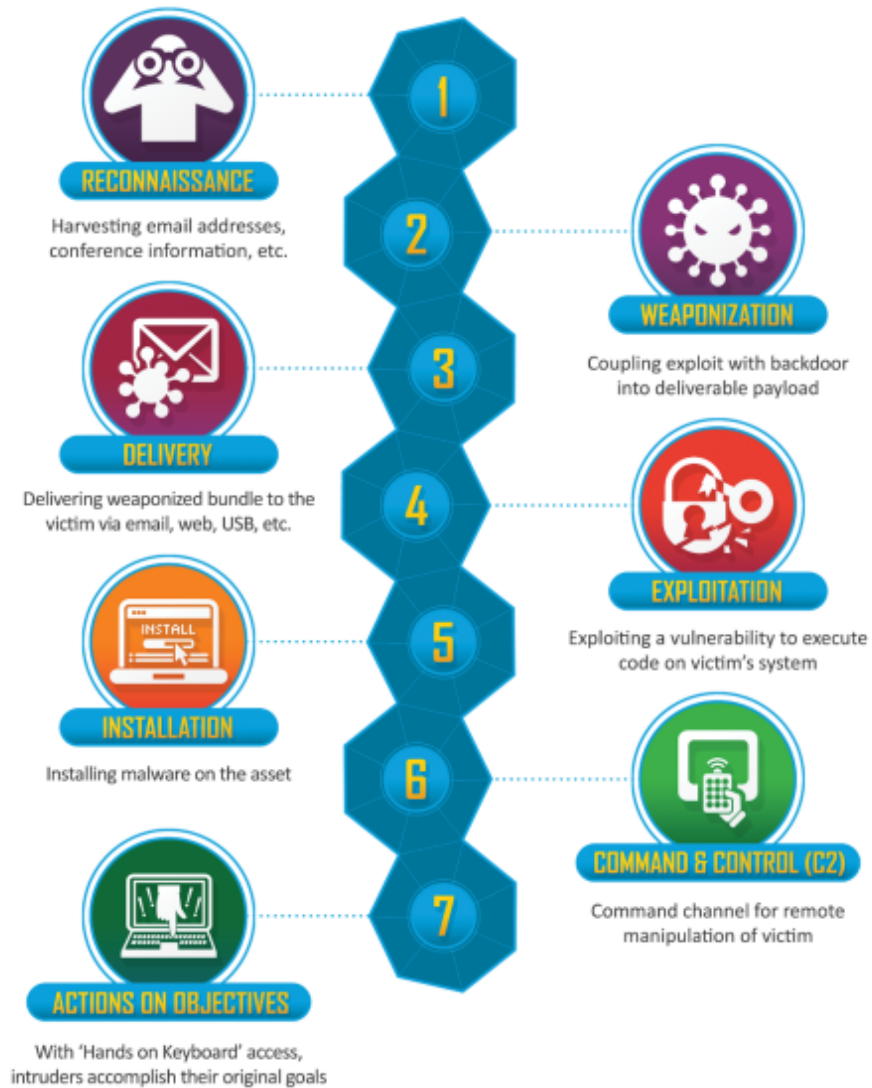 1
RECONNAISSANCE
Harvesting email addresses,
conference information, etc.
2
WEAPONIZATION
Coupling exploit with backdoor
into deliverable payload
3
DELIVERY
Delivering weaponized bundle to the
victim via email, web, USB, etc.
4
EXPLOITATION
Exploiting a vulnerability to execute
code on victim's system
5
INSTALL
INSTALLATION
Installing malware on the asset
6
COMMAND & CONTROL (C2)
Command channel for remote
manipulation of victim
7
ACTIONS ON OBJECTIVES
With 'Hands on Keyboard' access,
intruders accomplish their original goals